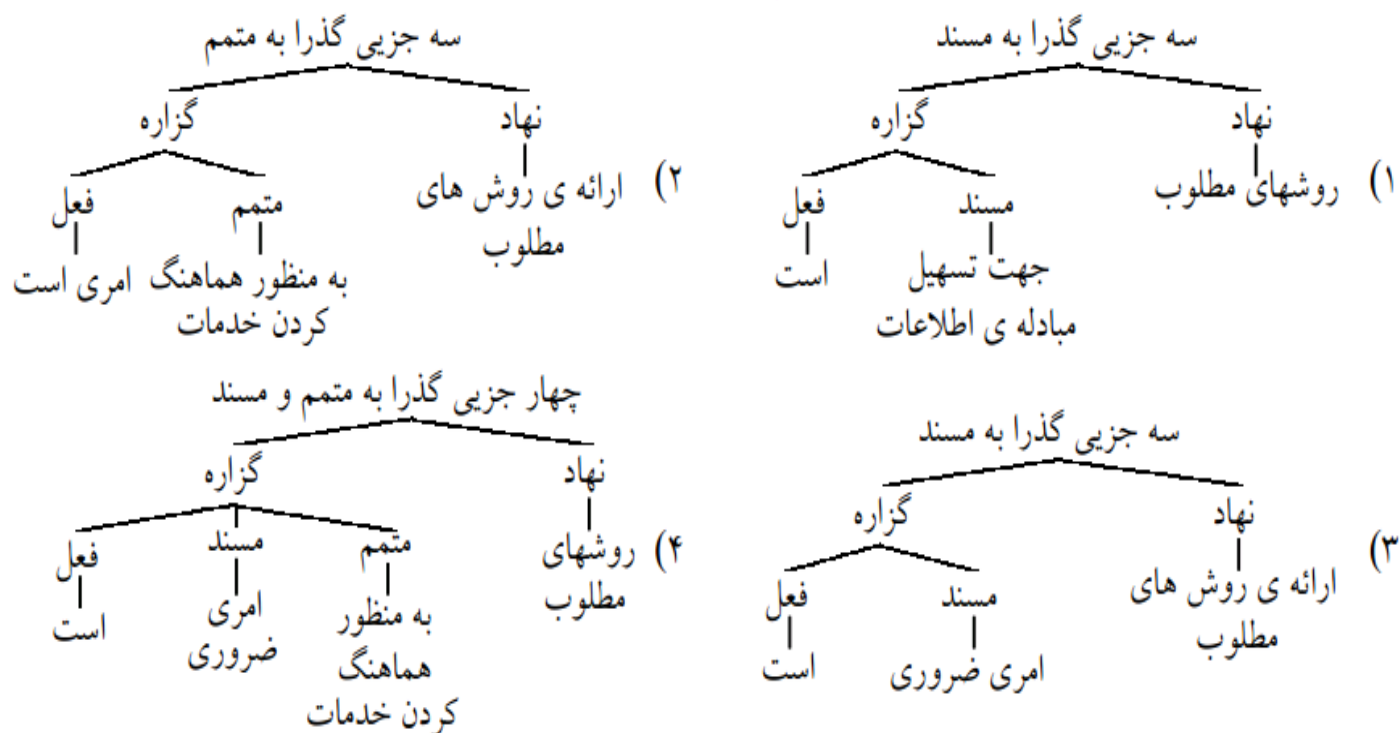 سه جزیی گذرا به مسند
نهاد گزاره
۱) روشهای مطلوب
مسند فعل
جهت تسهیل
مبادله ی اطلاعات
است
سه جزیی گذرا به متمم
نهاد گزاره
۲) ارائه ی روش های
مطلوب
متمم فعل
به منظور هماهنگ
کردن خدمات
امری است
سه جزیی گذرا به مسند
نهاد گزاره
۳) ارائه ی روش های
مطلوب
مسند فعل
امری ضروری است
چهار جزیی گذرا به متمم و مسند
نهاد گزاره
۴) روشهای
مطلوب
متمم مسند فعل
به منظور
هماهنگ
کردن خدمات
امری
ضروری
است